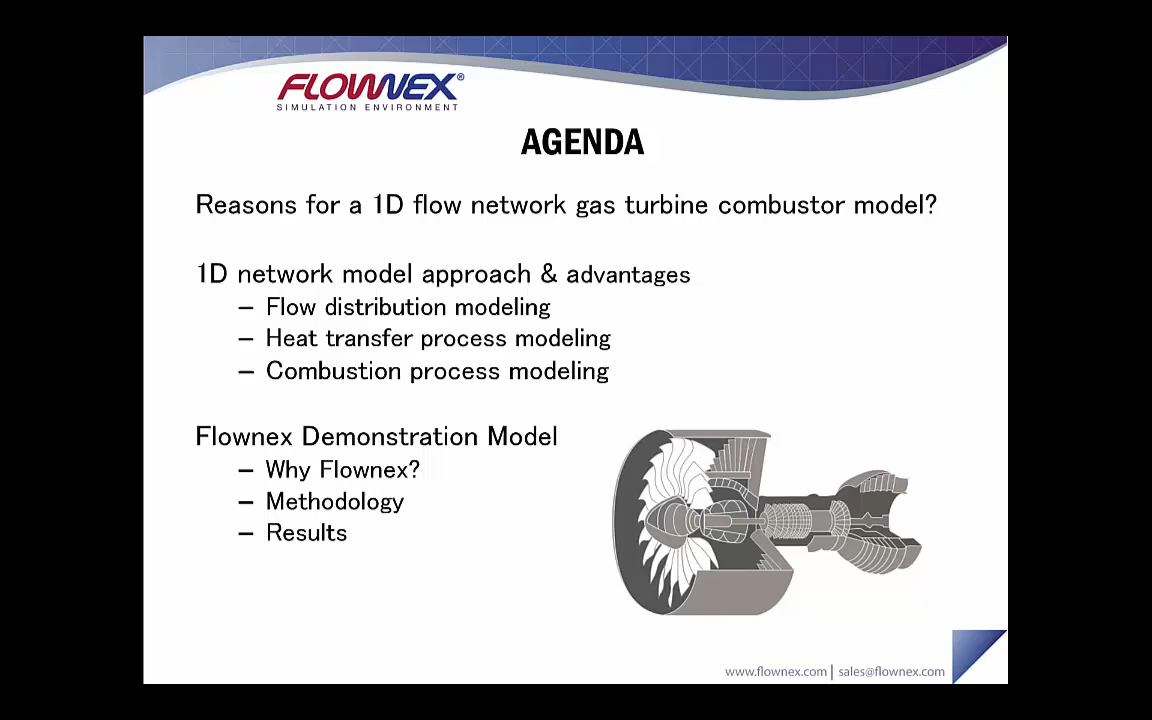 FLOWNEX®
SIMULATION ENVIRONMENT
AGENDA
Reasons for a 1D flow network gas turbine combustor model?
1D network model approach & advantages
– Flow distribution modeling
– Heat transfer process modeling
– Combustion process modeling
Flownex Demonstration Model
– Why Flownex?
– Methodology
– Results
www.flownex.com | sales@flownex.com